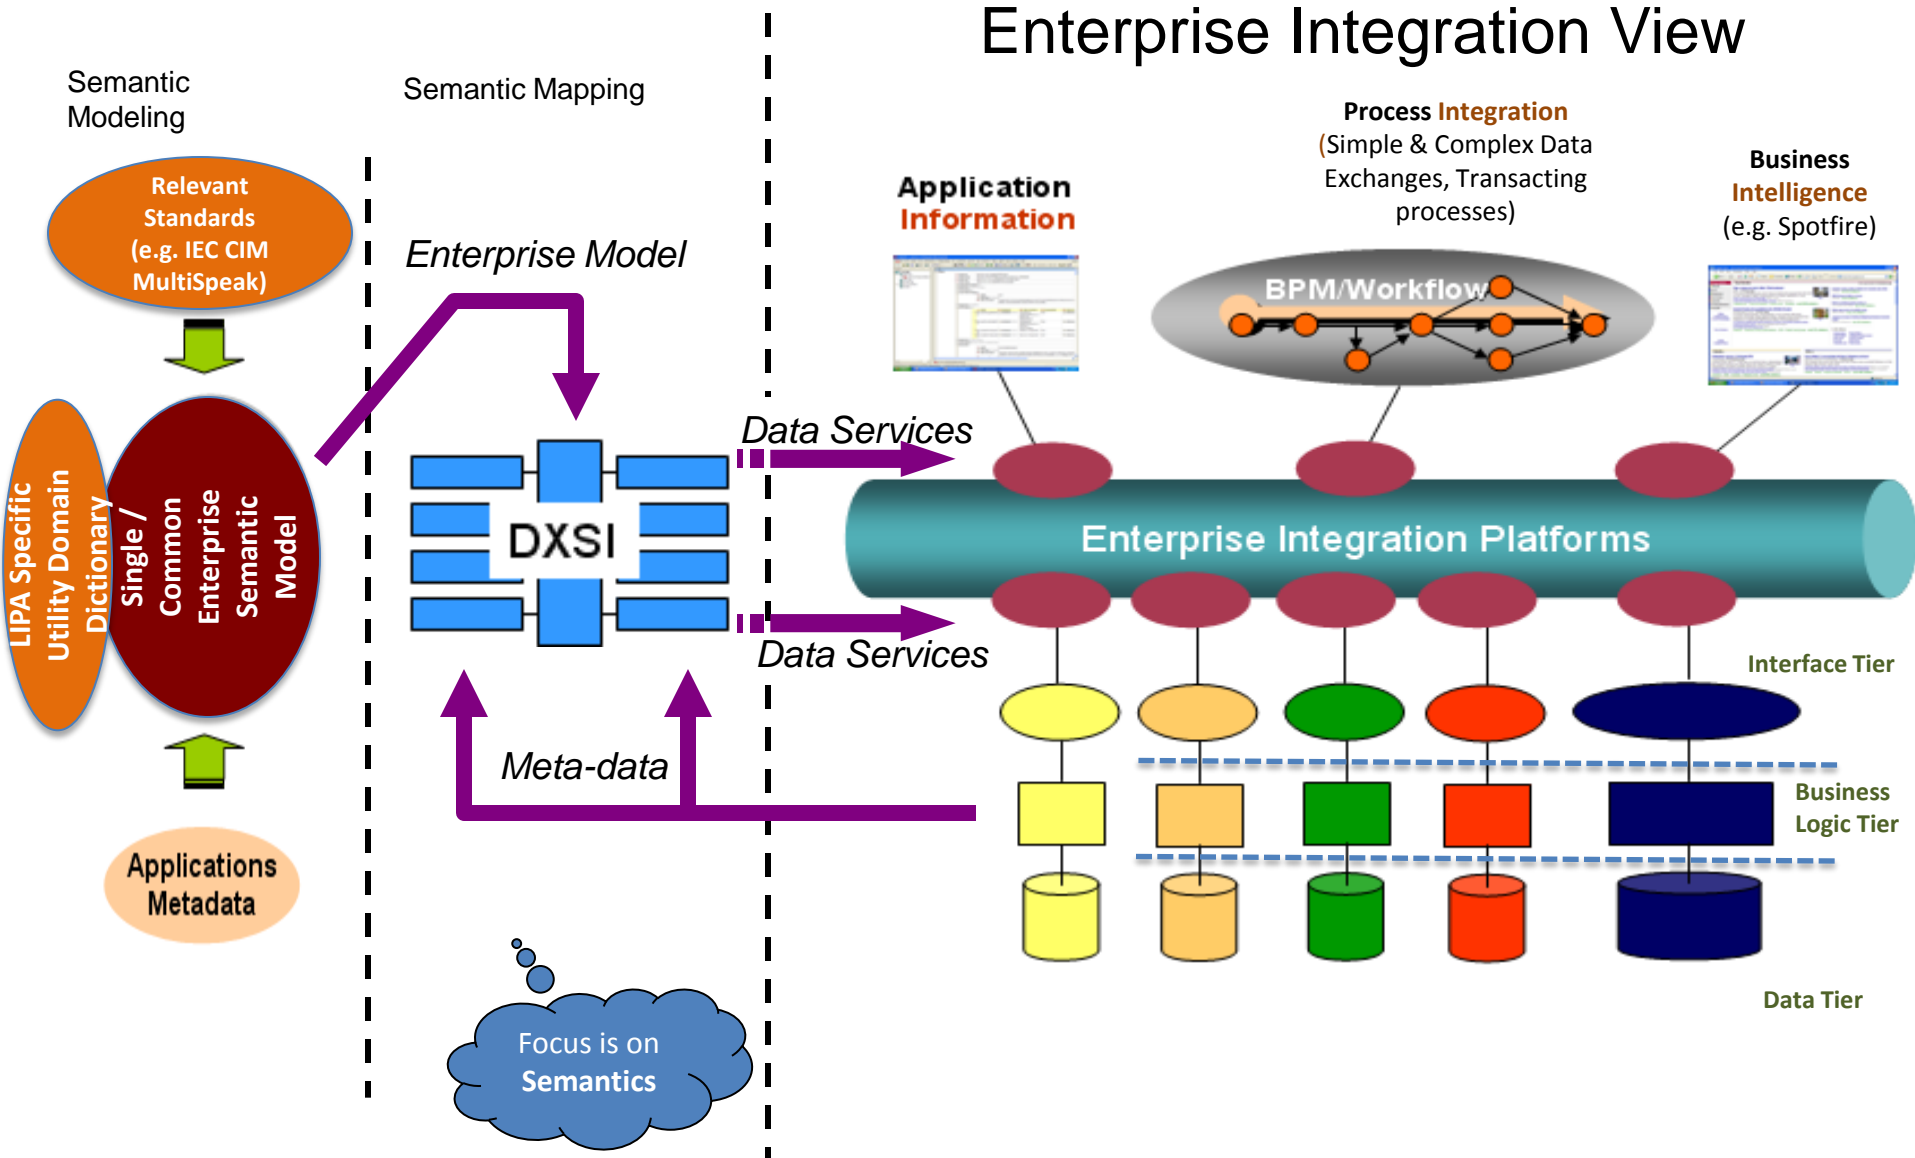 Enterprise Integration View
Semantic
Modeling
Semantic Mapping
Relevant
Standards
(e.g. IEC CIM
MultiSpeak)
LIPA Specific
Utility Domain
Dictionary
Single /
Common
Enterprise
Semantic
Model
Applications
Metadata
Enterprise Model
DXSI
Data Services
Data Services
Meta-data
Focus is on
Semantics
Application
Information
Process Integration
(Simple & Complex Data
Exchanges, Transacting
processes)
BPM/Workflow
Business
Intelligence
(e.g. Spotfire)
Enterprise Integration Platforms
Interface Tier
Business
Logic Tier
Data Tier